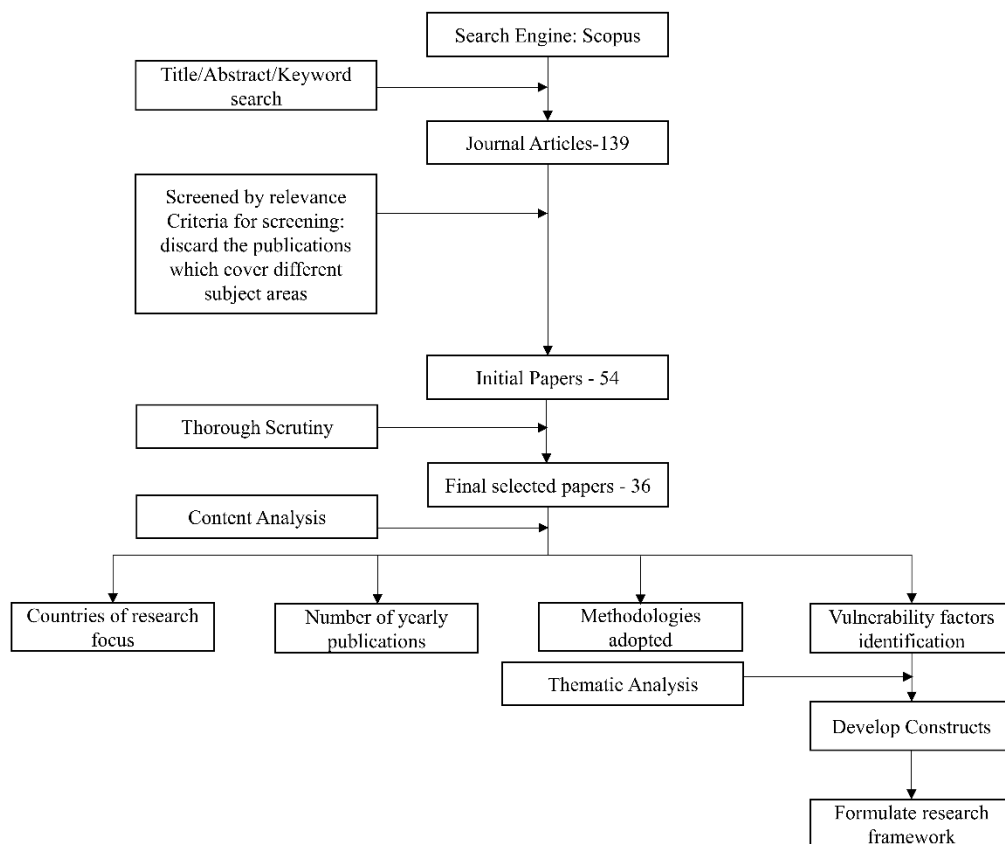 Search Engine: Scopus
Title/Abstract/Keyword
search
Journal Articles-139
Screened by relevance
Criteria for screening:
discard the publications
which cover different
subject areas
Initial Papers - 54
Thorough Scrutiny
Final selected papers - 36
Content Analysis
Countries of research
focus
Number of yearly
publications
Methodologies
adopted
Vulnerability factors
identification
Thematic Analysis
Develop Constructs
Formulate research
framework